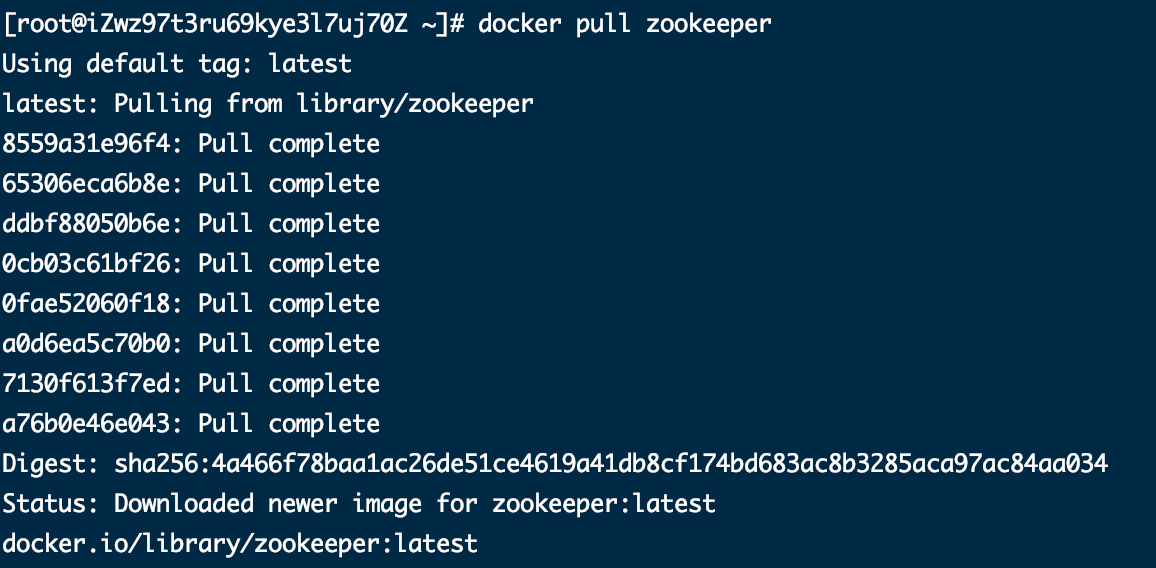 [root@iZwz97t3ru69kye3l7uj70Z ~]# docker pull zookeeper
Using default tag: latest
latest: Pulling from library/zookeeper
8559a31e96f4: Pull complete
65306eca6b8e: Pull complete
ddbf88050b6e: Pull complete
0cb03c61bf26: Pull complete
0fae52060f18: Pull complete
a0d6ea5c70b0: Pull complete
7130f613f7ed: Pull complete
a76b0e46e043: Pull complete
Digest: sha256:4a466f78baa1ac26de51ce4619a41db8cf174bd683ac8b3285aca97ac84aa034
Status: Downloaded newer image for zookeeper:latest
docker.io/library/zookeeper:latest